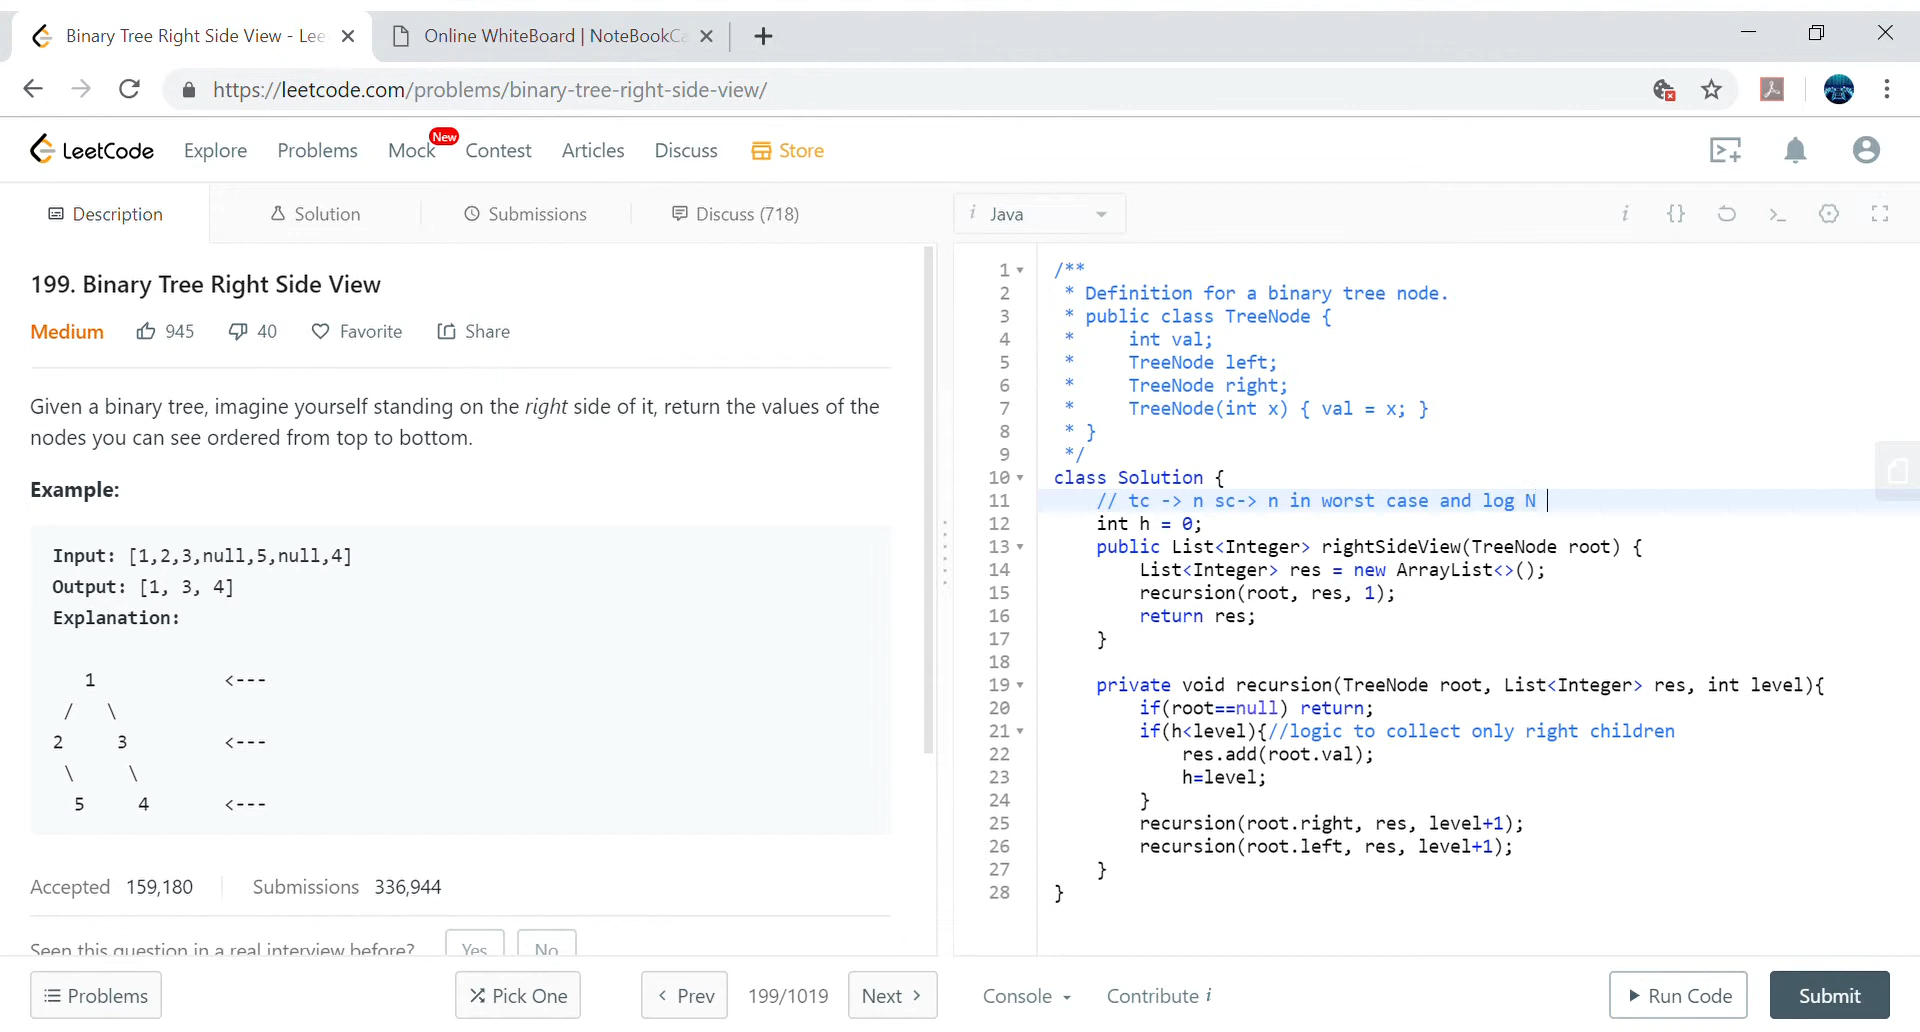 Binary Tree Right Side View - Lee
Online WhiteBoard | NoteBookCa
https://leetcode.com/problems/binary-tree-right-side-view/
LeetCode Explore Problems Mock New Contest Articles Discuss Store
Description Solution Submissions Discuss (718)
199. Binary Tree Right Side View
Medium 945 40 Favorite Share
Given a binary tree, imagine yourself standing on the right side of it, return the values of the
nodes you can see ordered from top to bottom.
Example:
Input: [1,2,3,null,5,null,4]
Output: [1, 3, 4]
Explanation:
1 <---
/ \
2 3 <---
\ \
5 4 <---
Accepted 159,180 Submissions 336,944
Seen this question in a real interview before? Yes No
Problems Pick One < Prev 199/1019 Next >
i Java
i {} >_
1 /**
2 * Definition for a binary tree node.
3 * public class TreeNode {
4 * int val;
5 * TreeNode left;
6 * TreeNode right;
7 * TreeNode(int x) { val = x; }
8 * }
9 */
10 class Solution {
11 // tc -> n sc-> n in worst case and log N
12 int h = 0;
13 public List<Integer> rightSideView(TreeNode root) {
14 List<Integer> res = new ArrayList<>();
15 recursion(root, res, 1);
16 return res;
17 }
18
19 private void recursion(TreeNode root, List<Integer> res, int level){
20 if(root==null) return;
21 if(h<level){//logic to collect only right children
22 res.add(root.val);
23 h=level;
24 }
25 recursion(root.right, res, level+1);
26 recursion(root.left, res, level+1);
27 }
28 }
Console Contribute i Run Code Submit